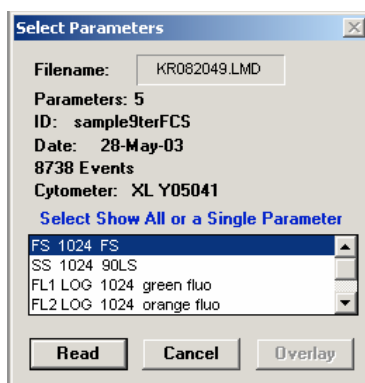 Select Parameters
Filename: KR082049.LMD
Parameters: 5
ID: sample9terFCS
Date: 28-May-03
8738 Events
Cytometer: XL Y05041
Select Show All or a Single Parameter
FS 1024 FS
SS 1024 90LS
FL1 LOG 1024 green fluo
FL2 LOG 1024 orange fluo
Read Cancel Overlay